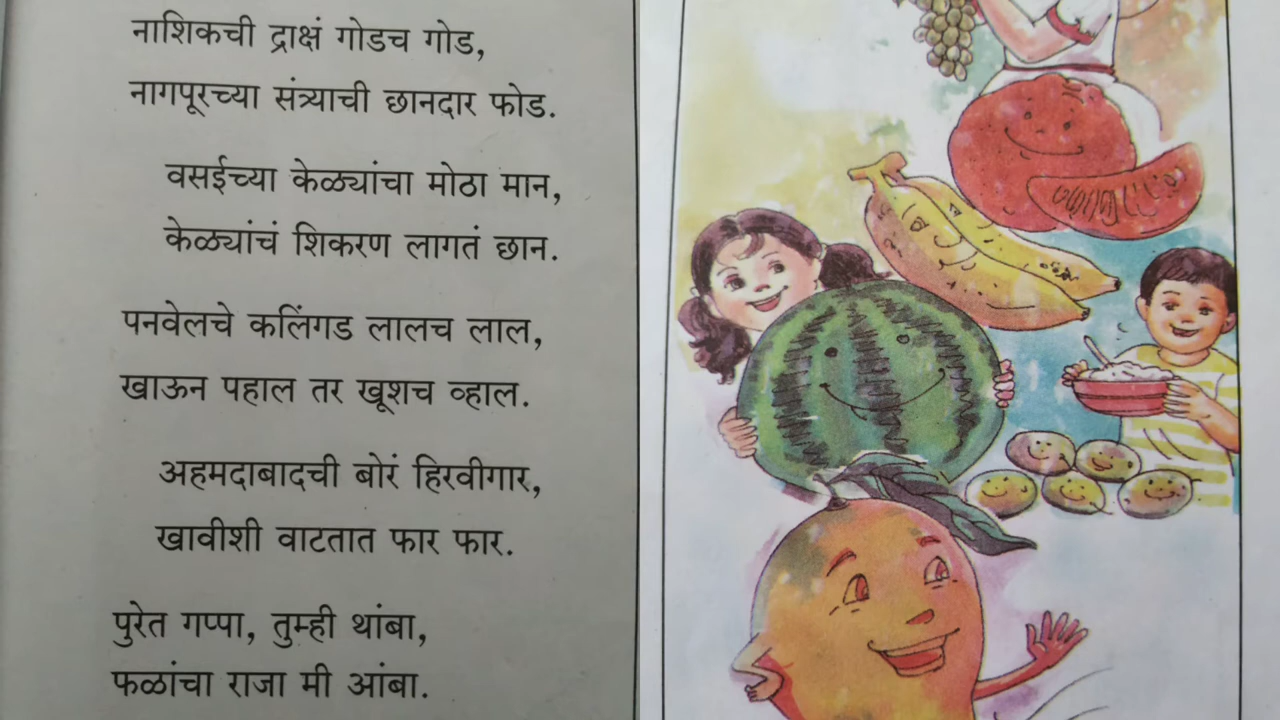 नाशिकची द्राक्षं गोडच गोड,
नागपूरच्या संत्र्याची छानदार फोड.
वसईच्या केळ्यांचा मोठा मान,
केळ्यांचं शिकरण लागतं छान.
पनवेलचे कलिंगड लालच लाल,
खाऊन पहाल तर खूशच व्हाल.
अहमदाबादची बोरं हिरवीगार,
खावीशी वाटतात फार फार.
पुरेत गप्पा, तुम्ही थांबा,
फळांचा राजा मी आंबा.